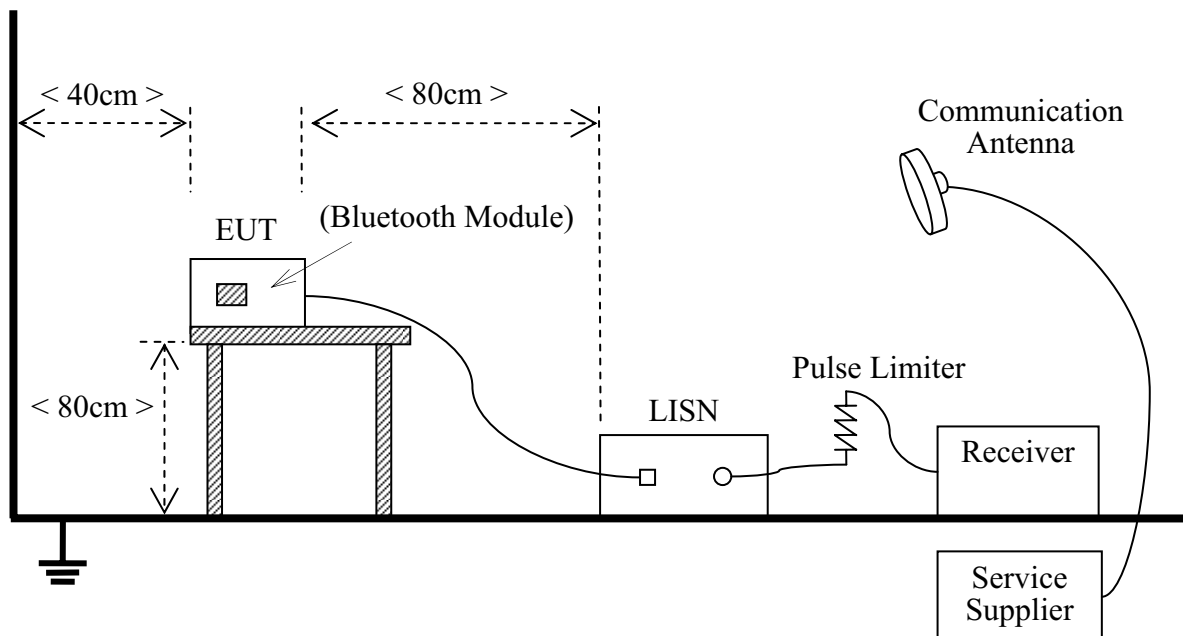 < 40cm >
< 80cm >
Communication
Antenna
(Bluetooth Module)
EUT
Pulse Limiter
< 80cm >
LISN
Receiver
Service
Supplier